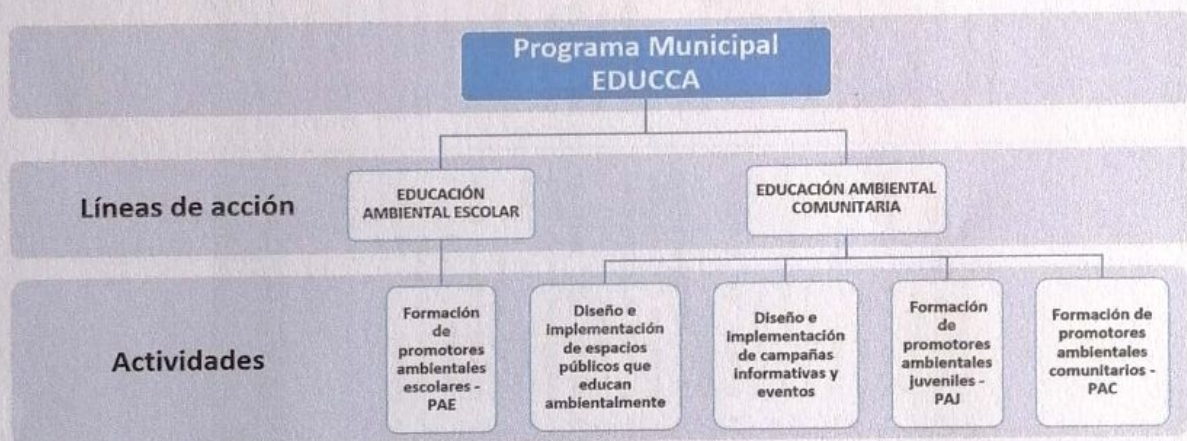 Programa Municipal
EDUCCA
Líneas de acción
EDUCACIÓN
AMBIENTAL ESCOLAR
EDUCACIÓN AMBIENTAL
COMUNITARIA
Actividades
Formación
de
promotores
ambientales
escolares -
PAE
Diseño e
implementación
de espacios
públicos que
educan
ambientalmente
Diseño e
implementación
de campañas
informativas y
eventos
Formación
de
promotores
ambientales
juveniles -
PAJ
Formación de
promotores
ambientales
comunitarios -
PAC